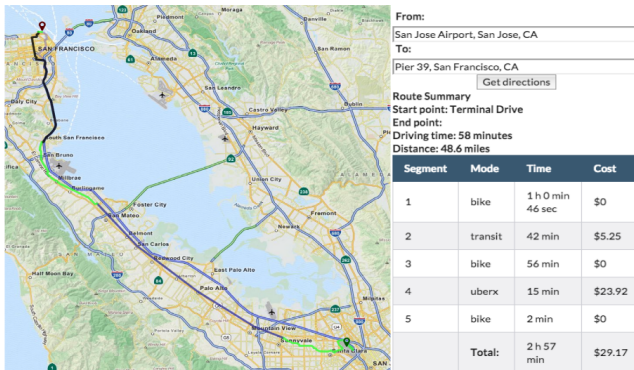 Moraga
Piedmont
Danville
Oakland
SAN FRANCISCO
San Ramon
Alameda
San Leandro
Daly City
Castro Valley
Dublin
Hayward
South San Francisco
San Bruno
Millbrae
Union City
Burlingame
Foster City
San Mateo
Fremont
Belmont
Newark
San Carlos
Redwood City
East Palo Alto
Half Moon Bay
Palo Alto
Milpitas
Mountain View
Sunnyvale
Santa Clara
SAN
From:
San Jose Airport, San Jose, CA
To:
Pier 39, San Francisco, CA
Get directions
Route Summary
Start point: Terminal Drive
End point:
Driving time: 58 minutes
Distance: 48.6 miles
Segment Mode Time Cost
1 bike 1 h 0 min 46 sec $0
2 transit 42 min $5.25
3 bike 56 min $0
4 uberx 15 min $23.92
5 bike 2 min $0
Total: 2 h 57 min $29.17